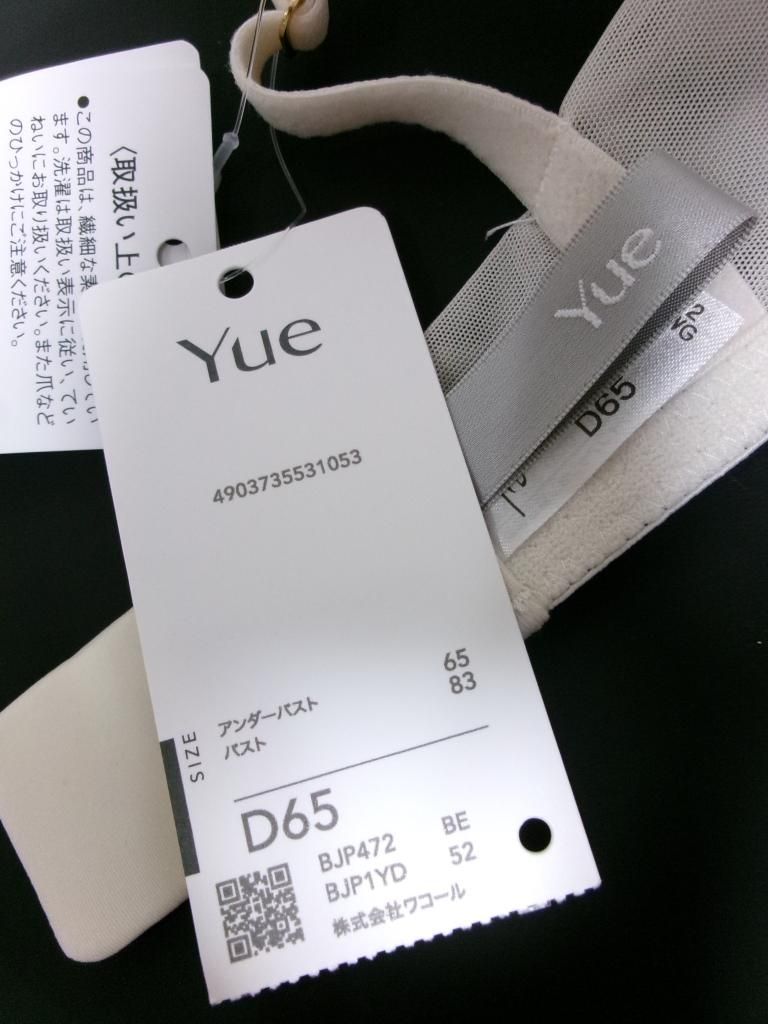 Yue
4903735531053
アンダーバスト 65
バスト 83
SIZE
D65
BJP472 BE
BJP1YD 52
株式会社ワコール
〈取扱い上
●この商品は、繊細な素
ます。洗濯は取扱い表示に従い、てい
ねいにお取り扱いください。また爪など
のひっかけにご注意ください。
Yue
D65